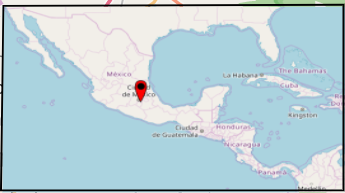 México
La Habana
The Bahamas
Ciudad
de México
Cuba
Kingston
Ciudad
de Guatemala
Honduras
Nicaragua
Panamá